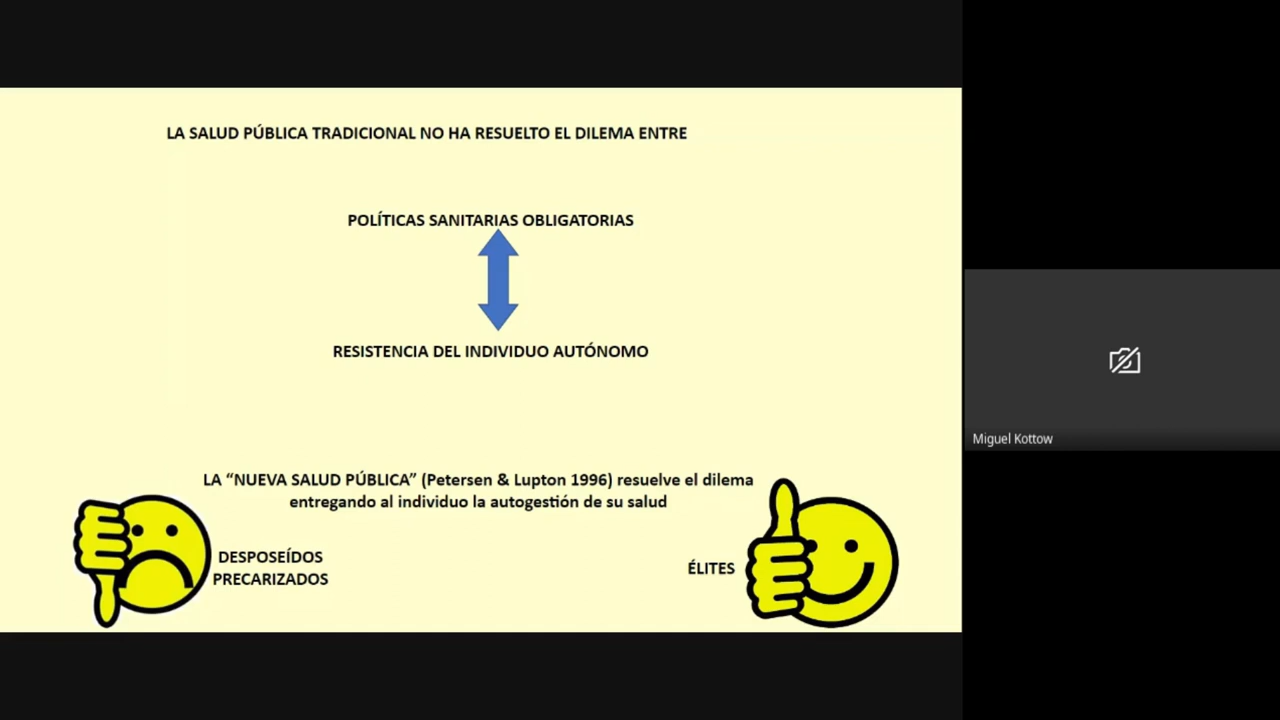 LA SALUD PÚBLICA TRADICIONAL NO HA RESUELTO EL DILEMA ENTRE
POLÍTICAS SANITARIAS OBLIGATORIAS
RESISTENCIA DEL INDIVIDUO AUTÓNOMO
Miguel Kottow
LA “NUEVA SALUD PÚBLICA” (Petersen & Lupton 1996) resuelve el dilema
entregando al individuo la autogestión de su salud
DESPOSEÍDOS
PRECARIZADOS
ÉLITES